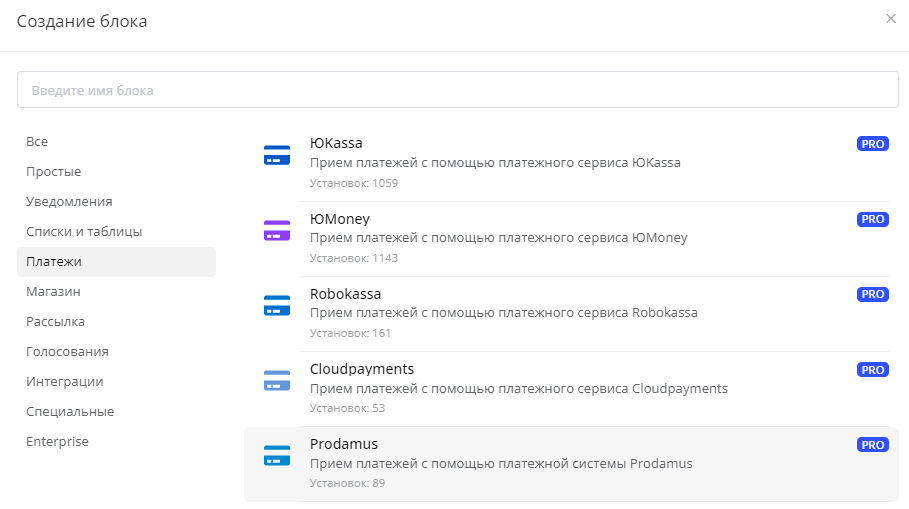 Создание блока
×
Введите имя блока
Все
Простые
Уведомления
Списки и таблицы
Платежи
Магазин
Рассылка
Голосования
Интеграции
Специальные
Enterprise
ЮKassa PRO
Прием платежей с помощью платежного сервиса ЮKassa
Установок: 1059
ЮMoney PRO
Прием платежей с помощью платежного сервиса ЮMoney
Установок: 1143
Robokassa PRO
Прием платежей с помощью платежного сервиса Robokassa
Установок: 161
Cloudpayments PRO
Прием платежей с помощью платежного сервиса Cloudpayments
Установок: 53
Prodamus PRO
Прием платежей с помощью платежной системы Prodamus
Установок: 89